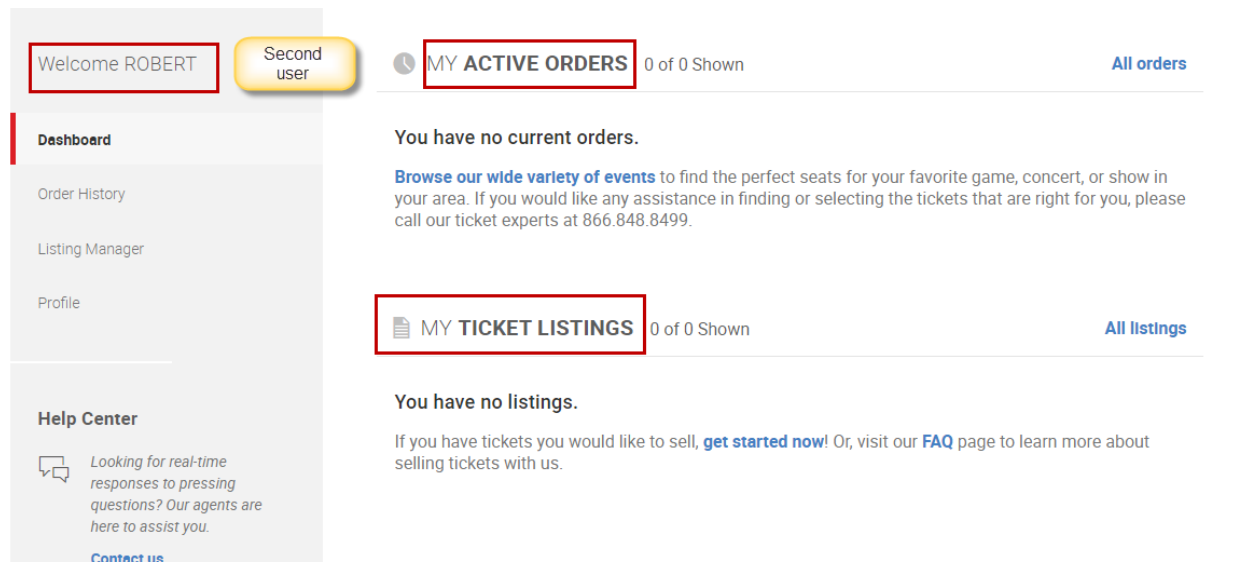 Welcome ROBERT
Second
user
Dashboard
Order History
Listing Manager
Profile
Help Center
Looking for real-time
responses to pressing
questions? Our agents are
here to assist you.
Contact us
MY ACTIVE ORDERS 0 of 0 Shown
All orders
You have no current orders.
Browse our wide variety of events to find the perfect seats for your favorite game, concert, or show in
your area. If you would like any assistance in finding or selecting the tickets that are right for you, please
call our ticket experts at 866.848.8499.
MY TICKET LISTINGS 0 of 0 Shown
All listings
You have no listings.
If you have tickets you would like to sell, get started now! Or, visit our FAQ page to learn more about
selling tickets with us.